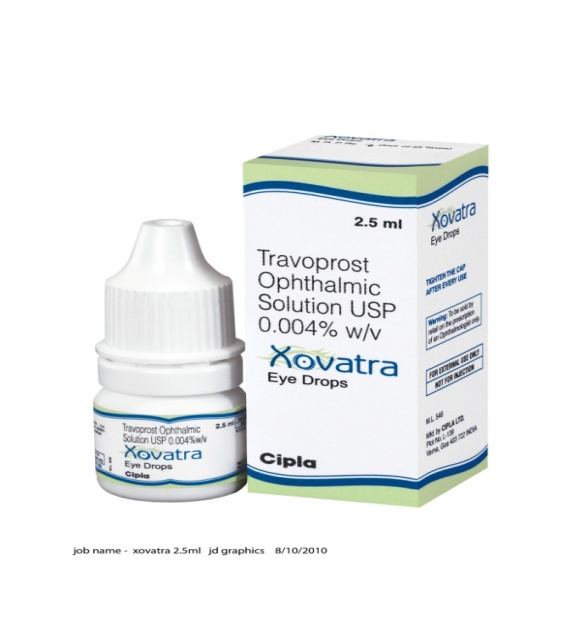 2.5 ml
Travoprost
Ophthalmic
Solution USP
0.004% w/v
Xovatra
Eye Drops
Cipla
Xovatra
Eye Drops
TIGHTEN THE CAP
AFTER EVERY USE
Warning: To be sold by
retail on the prescription
of an Ophthalmologist only.
FOR EXTERNAL USE ONLY
NOT FOR INJECTION
M.L. 546
Mfd. by CIPLA LTD.
Plot No. L-139
Verna, Goa 403 722 INDIA
Travoprost Ophthalmic 2.5 ml
Solution USP 0.004%w/v
Xovatra
Eye Drops
Cipla
job name - xovatra 2.5ml jd graphics 8/10/2010